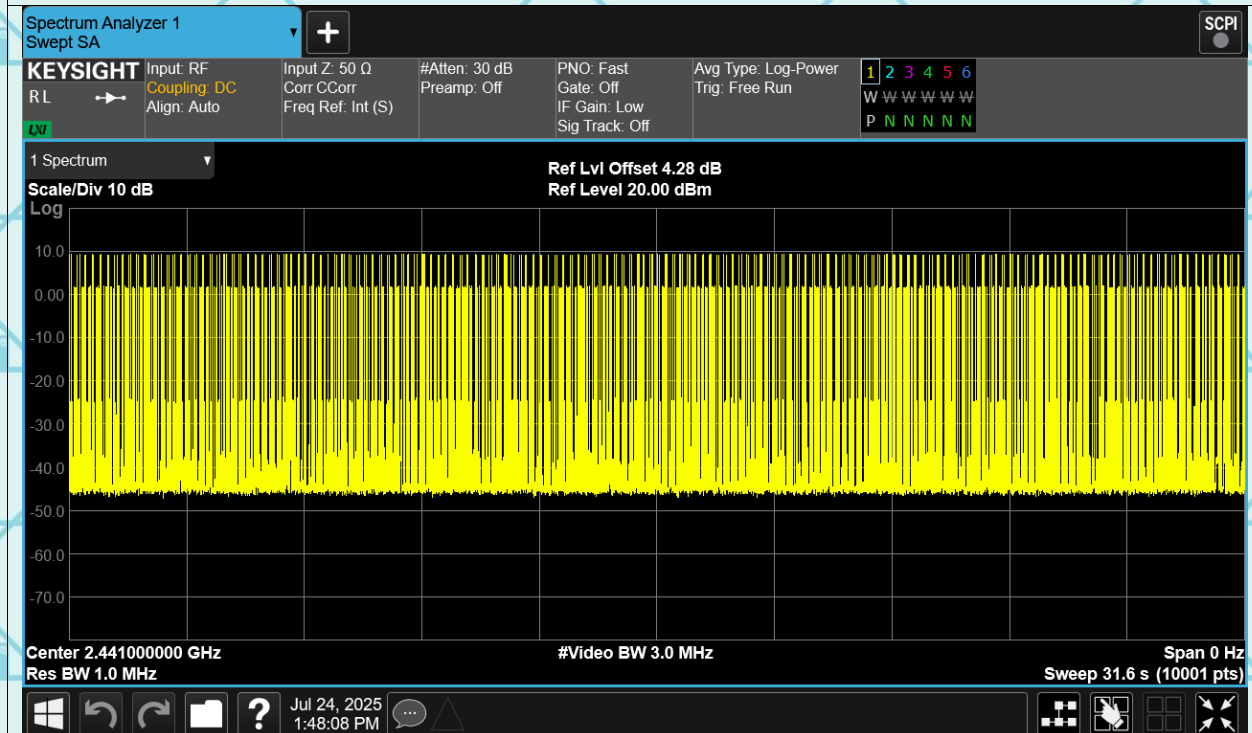 Spectrum Analyzer 1
Swept SA
+
SCPI
KEYSIGHT
R L
LXI
Input: RF
Coupling: DC
Align: Auto
Input Z: 50 Ω
Corr CCorr
Freq Ref: Int (S)
#Atten: 30 dB
Preamp: Off
PNO: Fast
Gate: Off
IF Gain: Low
Sig Track: Off
Avg Type: Log-Power
Trig: Free Run
1 2 3 4 5 6
W W W W W W
P N N N N N
1 Spectrum
Scale/Div 10 dB
Ref Lvl Offset 4.28 dB
Ref Level 20.00 dBm
Log
10.0
0.00
-10.0
-20.0
-30.0
-40.0
-50.0
-60.0
-70.0
Center 2.441000000 GHz
#Video BW 3.0 MHz
Span 0 Hz
Res BW 1.0 MHz
Sweep 31.6 s (10001 pts)
?
Jul 24, 2025
1:48:08 PM